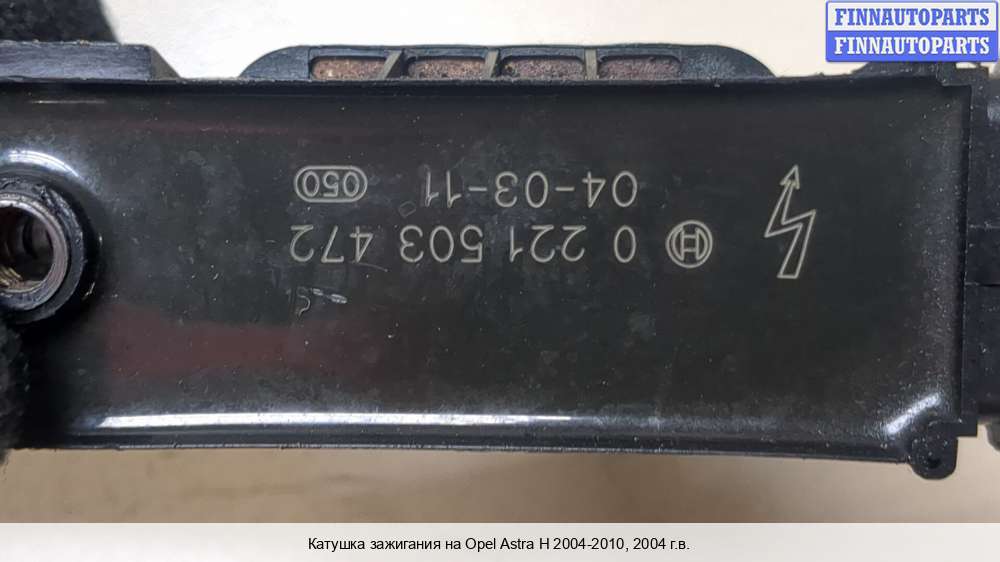 FINNAUTOPARTS
FINNAUTOPARTS
0 221 503 472
04-03-11 050
Катушка зажигания на Opel Astra H 2004-2010, 2004 г.в.